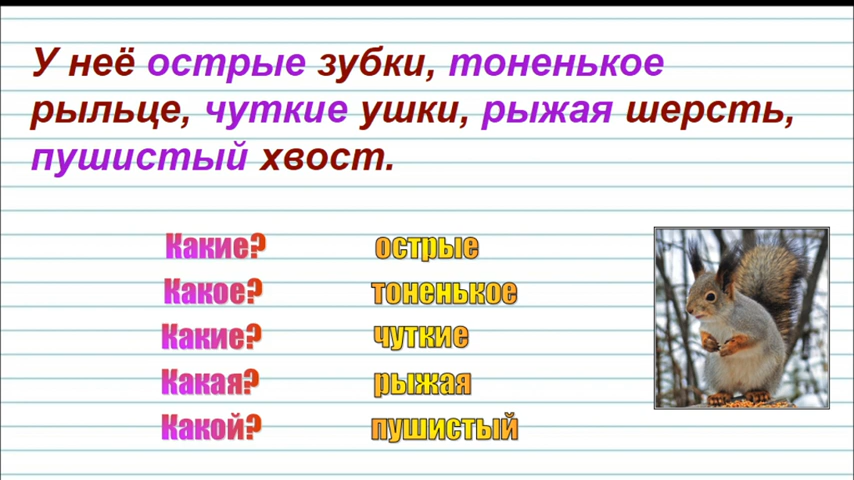 У неё острые зубки, тоненькое
рыльце, чуткие ушки, рыжая шерсть,
пушистый хвост.
Какие? острые
Какое? тоненькое
Какие? чуткие
Какая? рыжая
Какой? пушистый